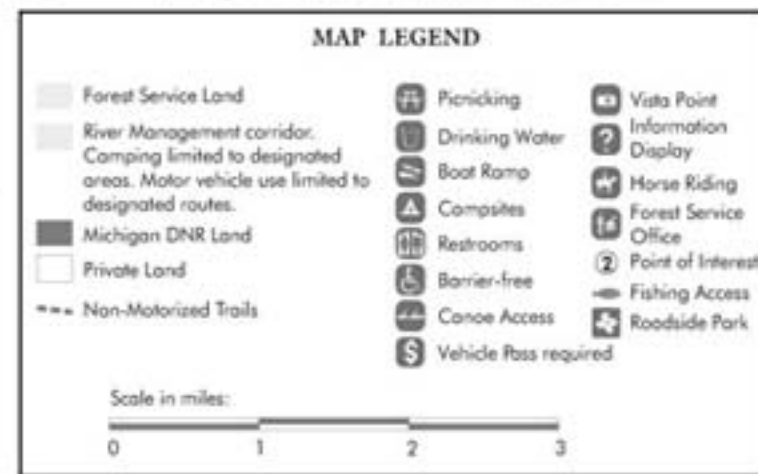 MAP LEGEND
Forest Service Land
River Management corridor.
Camping limited to designated
areas. Motor vehicle use limited to
designated routes.
Michigan DNR Land
Private Land
Non-Motorized Trails
Picnicking
Drinking Water
Boat Ramp
Campsites
Restrooms
Barrier-free
Canoe Access
$ Vehicle Pass required
Vista Point
? Information
Display
Horse Riding
Forest Service
Office
2 Point of Interest
Fishing Access
Roadside Park
Scale in miles:
0 1 2 3